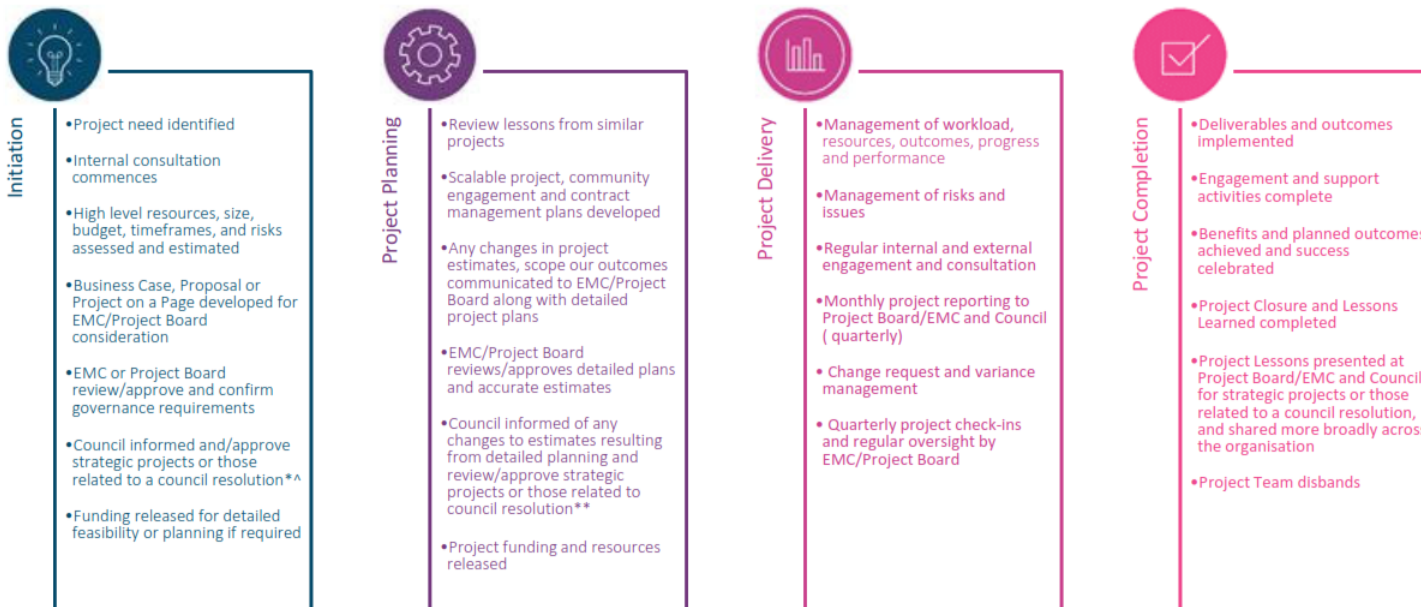 Initiation
•Project need identified
•Internal consultation
commences
•High level resources, size,
budget, timeframes, and risks
assessed and estimated
•Business Case, Proposal or
Project on a Page developed for
EMC/Project Board
consideration
•EMC or Project Board
review/approve and confirm
governance requirements
•Council informed and/approve
strategic projects or those
related to a council resolution*^
•Funding released for detailed
feasibility or planning if required
Project Planning
•Review lessons from similar
projects
•Scalable project, community
engagement and contract
management plans developed
•Any changes in project
estimates, scope our outcomes
communicated to EMC/Project
Board along with detailed
project plans
•EMC/Project Board
reviews/approves detailed plans
and accurate estimates
•Council informed of any
changes to estimates resulting
from detailed planning and
review/approve strategic
projects or those related to
council resolution**
•Project funding and resources
released
Project Delivery
•Management of workload,
resources, outcomes, progress
and performance
•Management of risks and
issues
•Regular internal and external
engagement and consultation
•Monthly project reporting to
Project Board/EMC and Council
( quarterly)
• Change request and variance
management
• Quarterly project check-ins
and regular oversight by
EMC/Project Board
Project Completion
•Deliverables and outcomes
implemented
•Engagement and support
activities complete
•Benefits and planned outcomes
achieved and success
celebrated
•Project Closure and Lessons
Learned completed
•Project Lessons presented at
Project Board/EMC and Council
for strategic projects or those
related to a council resolution,
and shared more broadly across
the organisation
•Project Team disbands